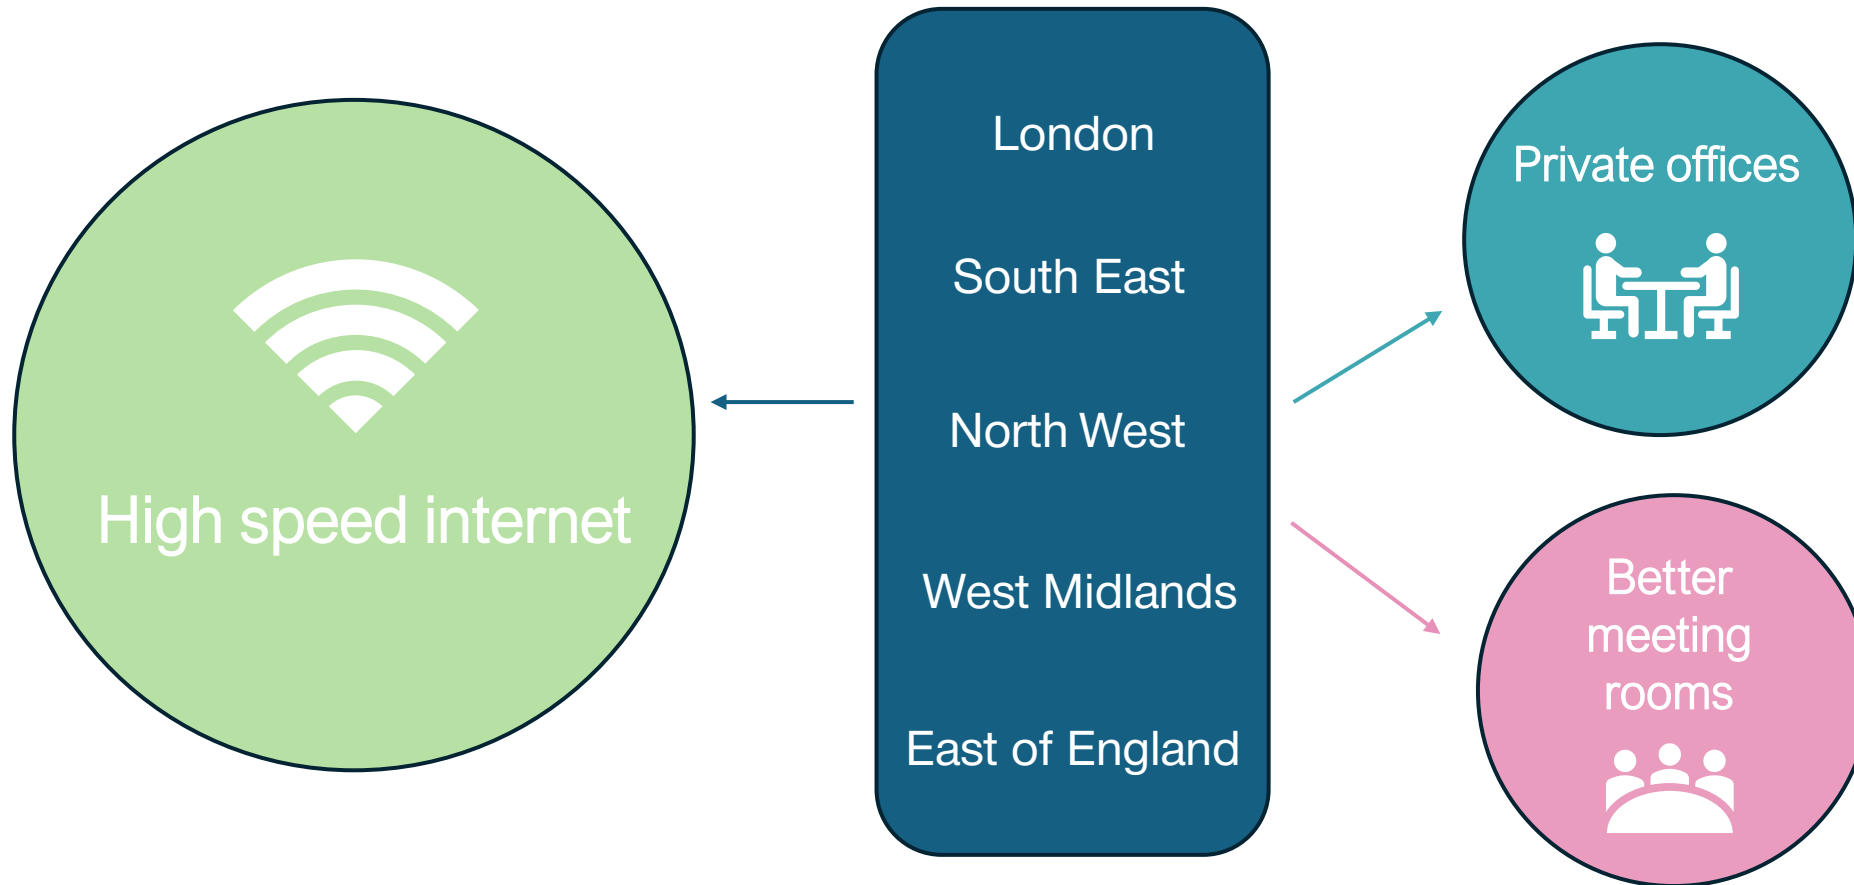 High speed internet
London
South East
North West
West Midlands
East of England
Private offices
Better
meeting
rooms